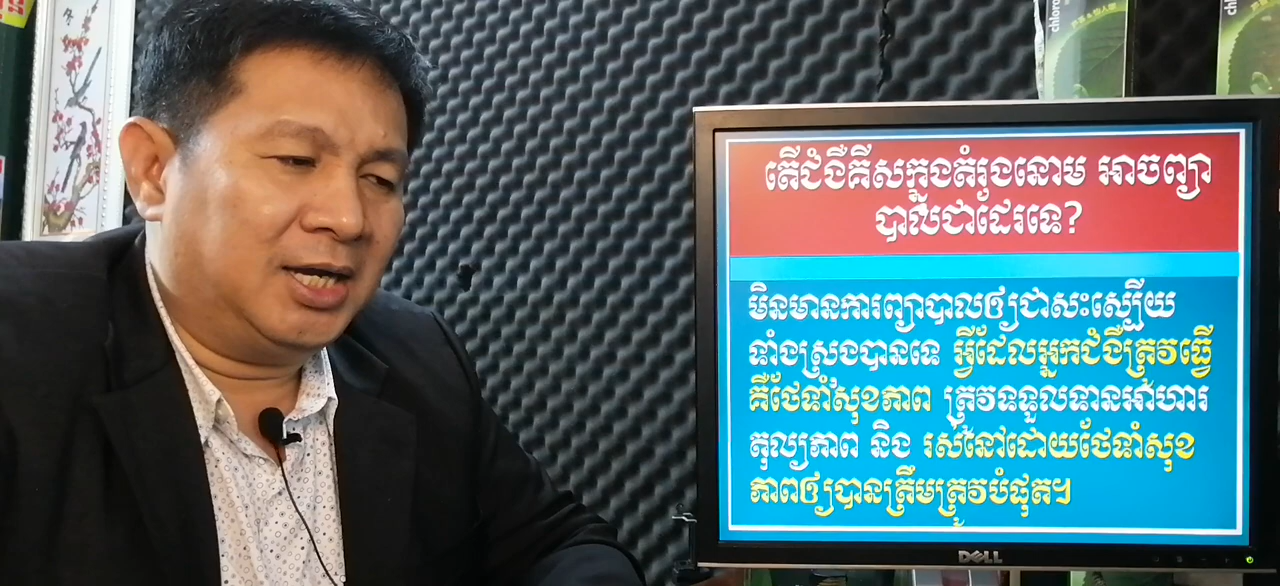 តើជំងឺគីសក្នុងតំរងនោម អាចព្យា
បាលជាដែរទេ?
មិនមានការព្យាបាលឲ្យជាសះស្បើយ
ទាំងស្រុងបានទេ អ្វីដែលអ្នកជំងឺត្រូវធ្វើ
គឺថែទាំសុខភាព ត្រូវទទួលទានអាហារ
តុល្យភាព និង រស់នៅដោយថែទាំសុខ
ភាពឲ្យបានត្រឹមត្រូវបំផុត។
DELL
冬
chloro